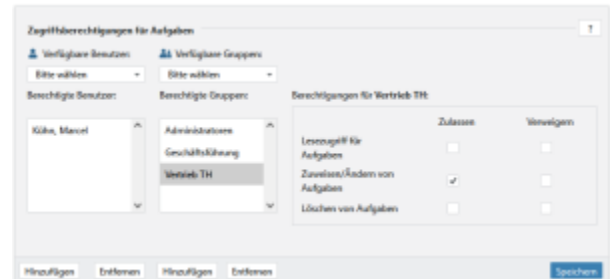 Zugriffsberechtigungen für Aufgaben
?
Verfügbare Benutzer:
Verfügbare Gruppen:
Bitte wählen
Bitte wählen
Berechtigte Benutzer:
Berechtigte Gruppen:
Berechtigungen für Vertrieb TH:
Kühn, Marcel
Administratoren
Geschäftsführung
Vertrieb TH
Zulassen
Verweigern
Lesezugriff für
Aufgaben
Zuweisen/Ändern von
Aufgaben
Löschen von Aufgaben
Hinzufügen
Entfernen
Hinzufügen
Entfernen
Speichern